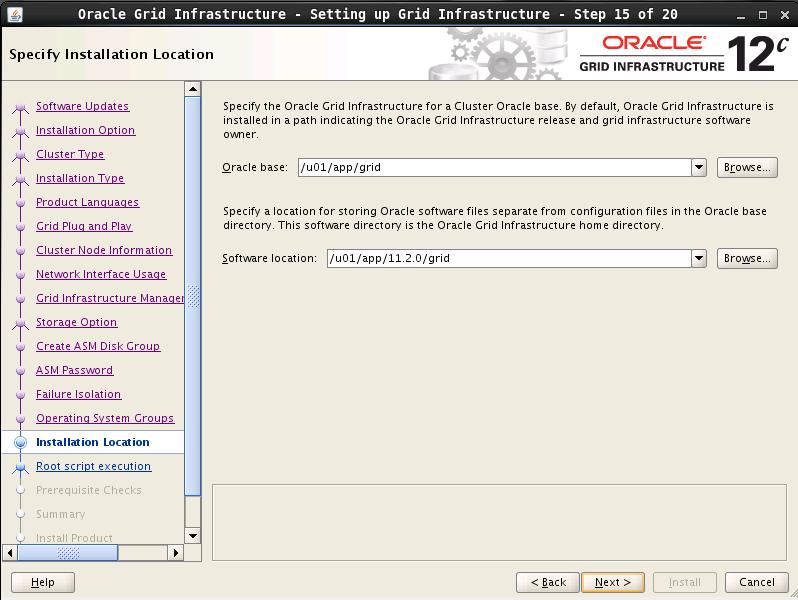 Oracle Grid Infrastructure - Setting up Grid Infrastructure - Step 15 of 20
Specify Installation Location
ORACLE®
GRID INFRASTRUCTURE
12c
Software Updates
Installation Option
Cluster Type
Installation Type
Product Languages
Grid Plug and Play
Cluster Node Information
Network Interface Usage
Grid Infrastructure Manager
Storage Option
Create ASM Disk Group
ASM Password
Failure Isolation
Operating System Groups
Installation Location
Root script execution
Prerequisite Checks
Summary
Install Product
Specify the Oracle Grid Infrastructure for a Cluster Oracle base. By default, Oracle Grid Infrastructure is
installed in a path indicating the Oracle Grid Infrastructure release and grid infrastructure software
owner.
Oracle base: /u01/app/grid Browse...
Specify a location for storing Oracle software files separate from configuration files in the Oracle base
directory. This software directory is the Oracle Grid Infrastructure home directory.
Software location: /u01/app/11.2.0/grid Browse...
Help < Back Next > Install Cancel